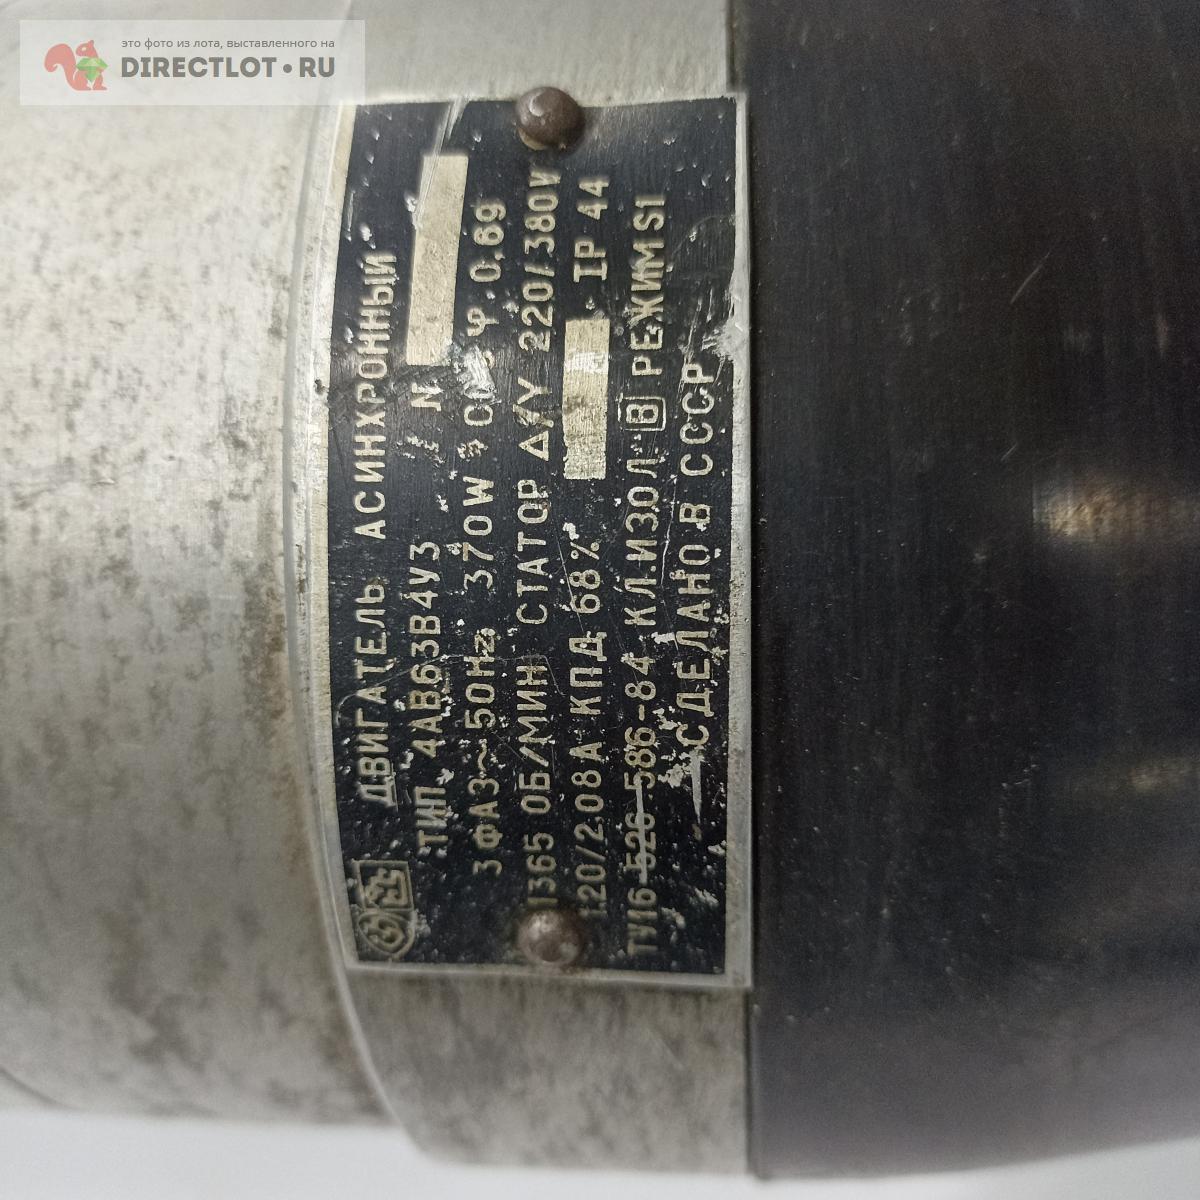 это фото из лота, выставленного на
DIRECTLOT•RU
ДВИГАТЕЛЬ АСИНХРОННЫЙ
ТИП 4АВ63В4У3 N
3 ФАЗ~50Hz 370W cos φ 0,69
1365 ОБ/МИН СТАТОР Δ/Y 220/380V
1.20/2,08А КПД 68% IP 44
ТУ16-526-586-84 КЛ.ИЗОЛ. В РЕЖИМ S1
СДЕЛАНО В СССР